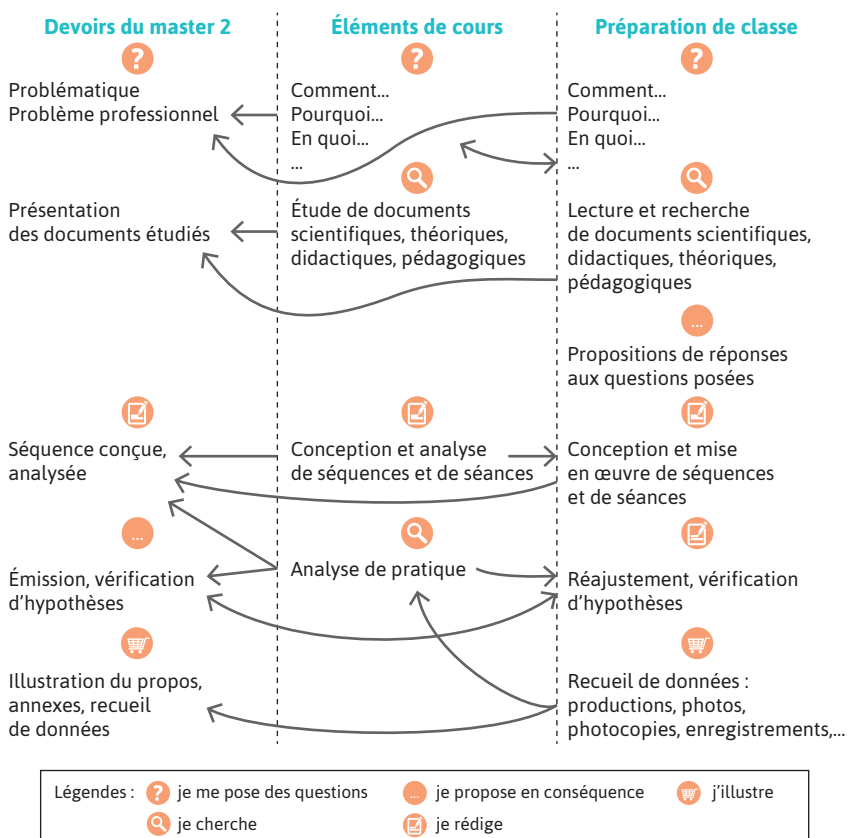 Devoirs du master 2
Éléments de cours
Préparation de classe
?
?
?
Problématique
Problème professionnel
Comment...
Pourquoi...
En quoi...
...
Comment...
Pourquoi...
En quoi...
...
Présentation
des documents étudiés
Étude de documents
scientifiques, théoriques,
didactiques, pédagogiques
Lecture et recherche
de documents scientifiques,
didactiques, théoriques,
pédagogiques
...
Propositions de réponses
aux questions posées
Séquence conçue,
analysée
Conception et analyse
de séquences et de séances
Conception et mise
en œuvre de séquences
et de séances
...
Émission, vérification
d'hypothèses
Analyse de pratique
Réajustement, vérification
d'hypothèses
Illustration du propos,
annexes, recueil
de données
Recueil de données :
productions, photos,
photocopies, enregistrements,...
Légendes :
? je me pose des questions
... je propose en conséquence
j'illustre
je cherche
je rédige